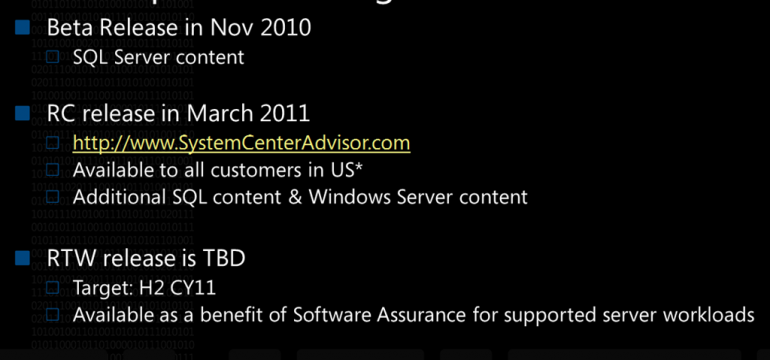 Beta Release in Nov 2010
SQL Server content
RC release in March 2011
http://www.SystemCenterAdvisor.com
Available to all customers in US*
Additional SQL content & Windows Server content
RTW release is TBD
Target: H2 CY11
Available as a benefit of Software Assurance for supported server workloads